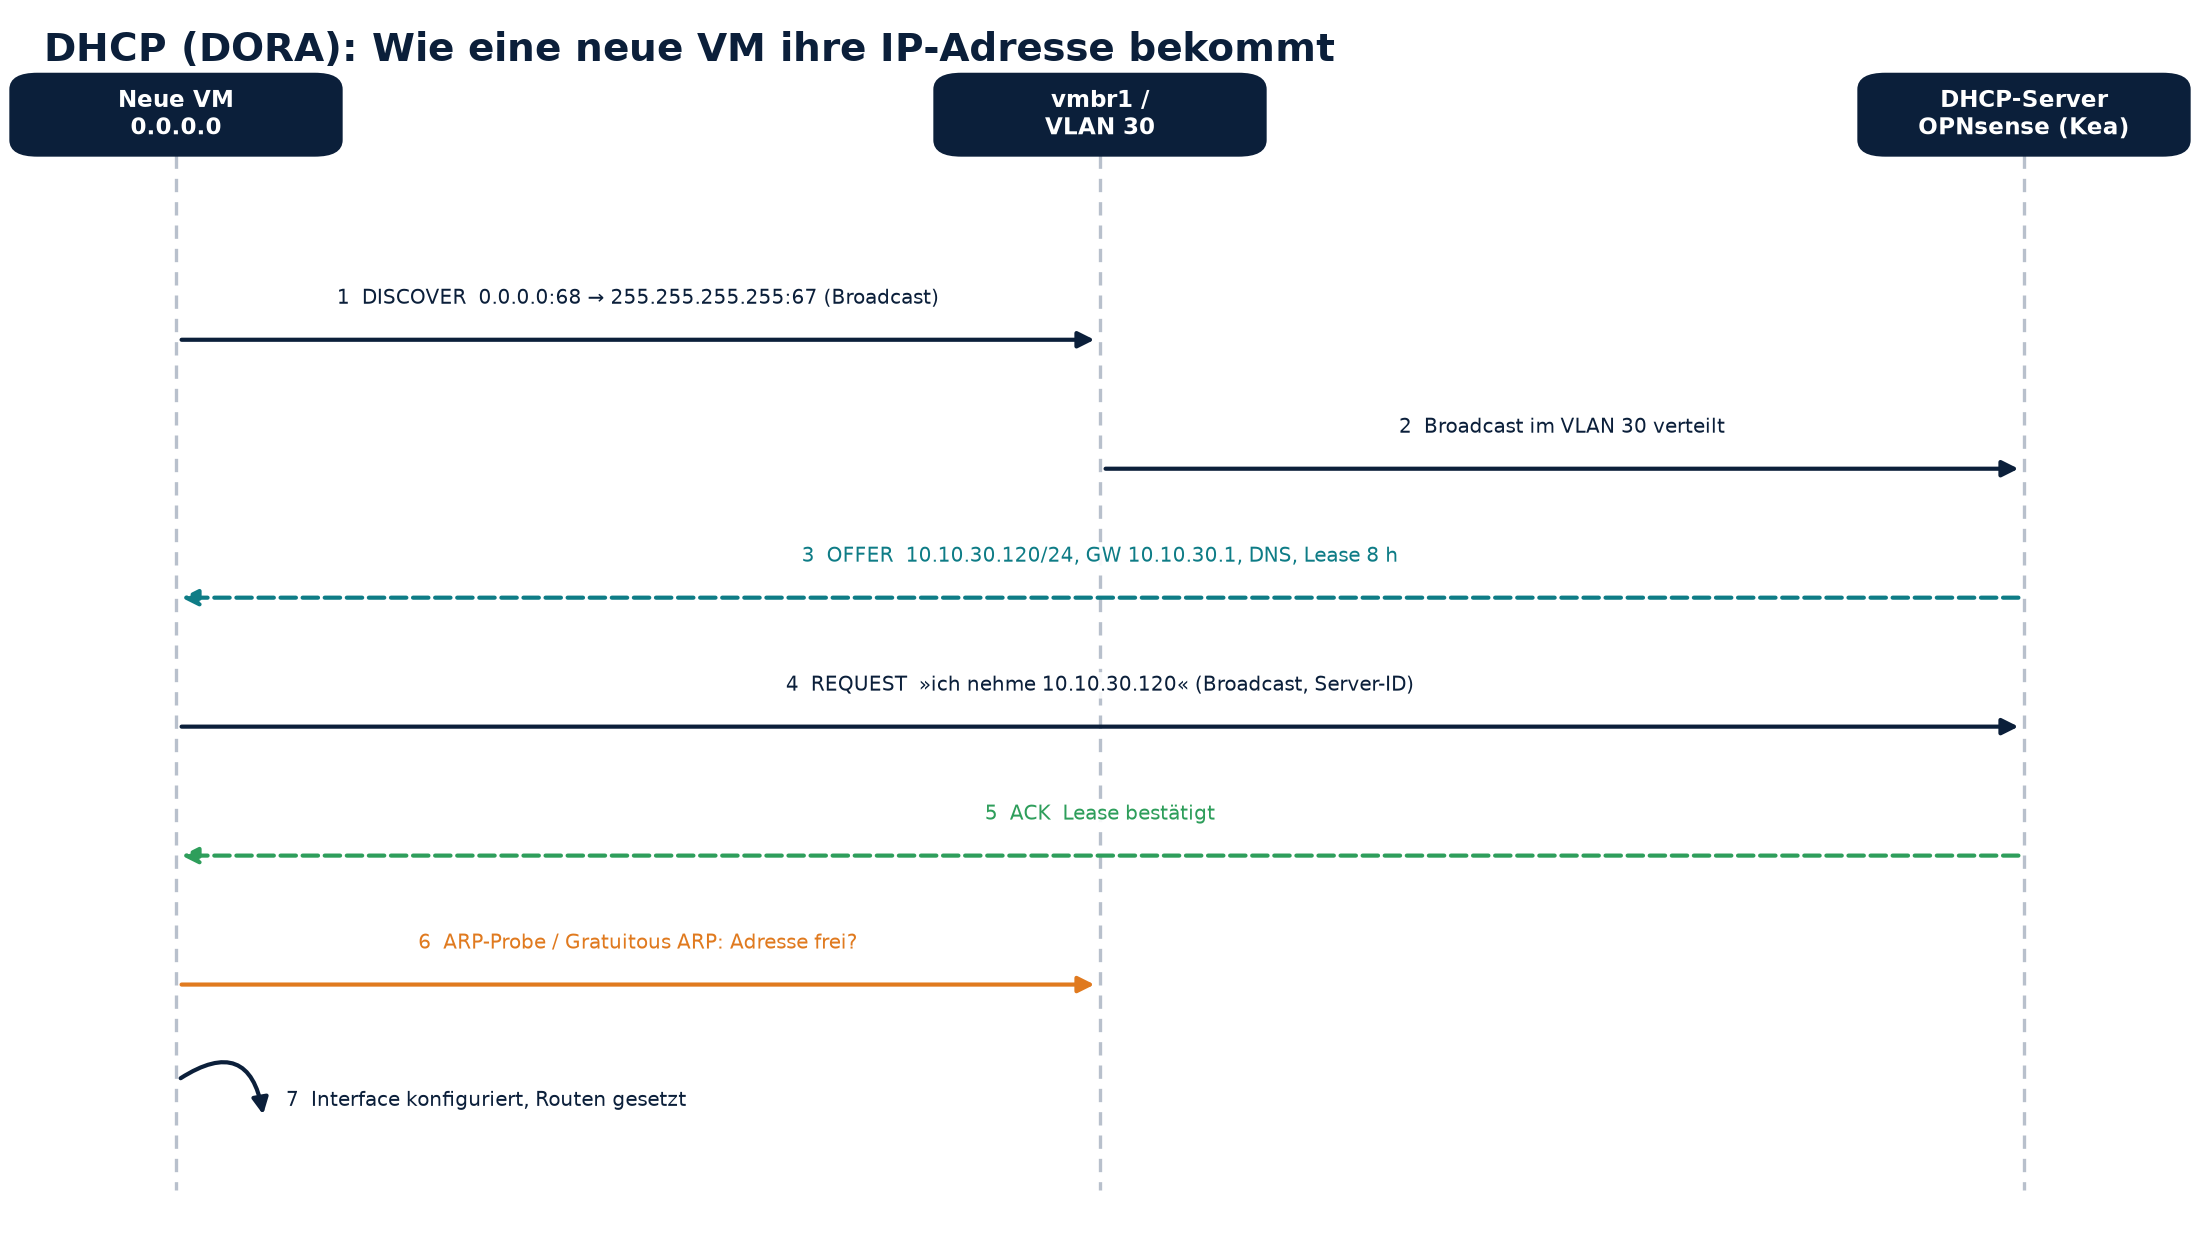 DHCP (DORA): Wie eine neue VM ihre IP-Adresse bekommt
Neue VM
0.0.0.0
vmbr1 /
VLAN 30
DHCP-Server
OPNsense (Kea)
1  DISCOVER  0.0.0.0:68 → 255.255.255.255:67 (Broadcast)
2  Broadcast im VLAN 30 verteilt
3  OFFER  10.10.30.120/24, GW 10.10.30.1, DNS, Lease 8 h
4  REQUEST  »ich nehme 10.10.30.120« (Broadcast, Server-ID)
5  ACK  Lease bestätigt
6  ARP-Probe / Gratuitous ARP: Adresse frei?
7  Interface konfiguriert, Routen gesetzt